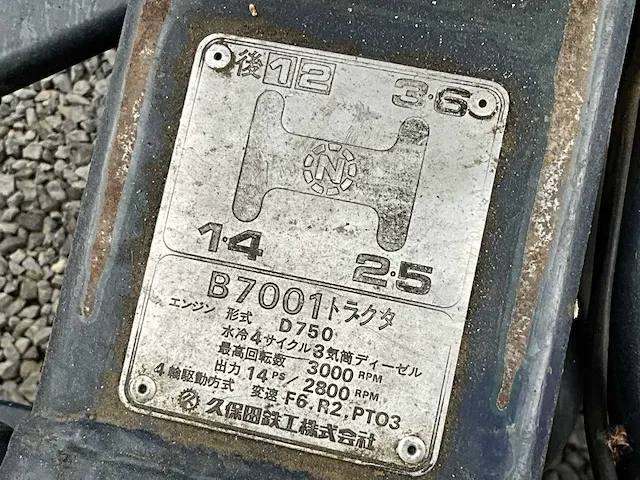 後 1 2 3·6
N
1·4 2·5
B7001トラクタ
エンジン 形式 D750
水冷4サイクル3気筒ディーゼル
最高回転数 3000 RPM
出力 14PS/2800 RPM
4輪駆動方式 変速 F6,R2,PTO3
久保田鉄工株式会社